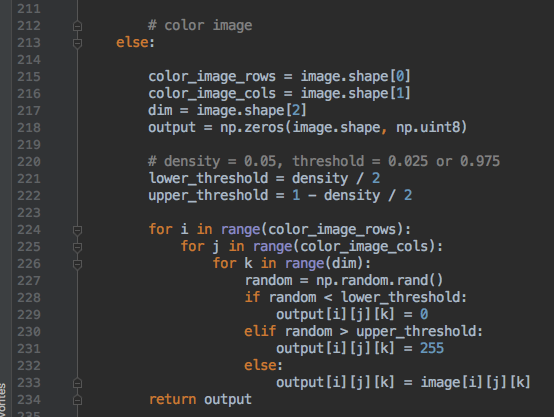 211
212 # color image
213 else:
214
215 color_image_rows = image.shape[0]
216 color_image_cols = image.shape[1]
217 dim = image.shape[2]
218 output = np.zeros(image.shape, np.uint8)
219
220 # density = 0.05, threshold = 0.025 or 0.975
221 lower_threshold = density / 2
222 upper_threshold = 1 - density / 2
223
224 for i in range(color_image_rows):
225 for j in range(color_image_cols):
226 for k in range(dim):
227 random = np.random.rand()
228 if random < lower_threshold:
229 output[i][j][k] = 0
230 elif random > upper_threshold:
231 output[i][j][k] = 255
232 else:
233 output[i][j][k] = image[i][j][k]
234 return output
235